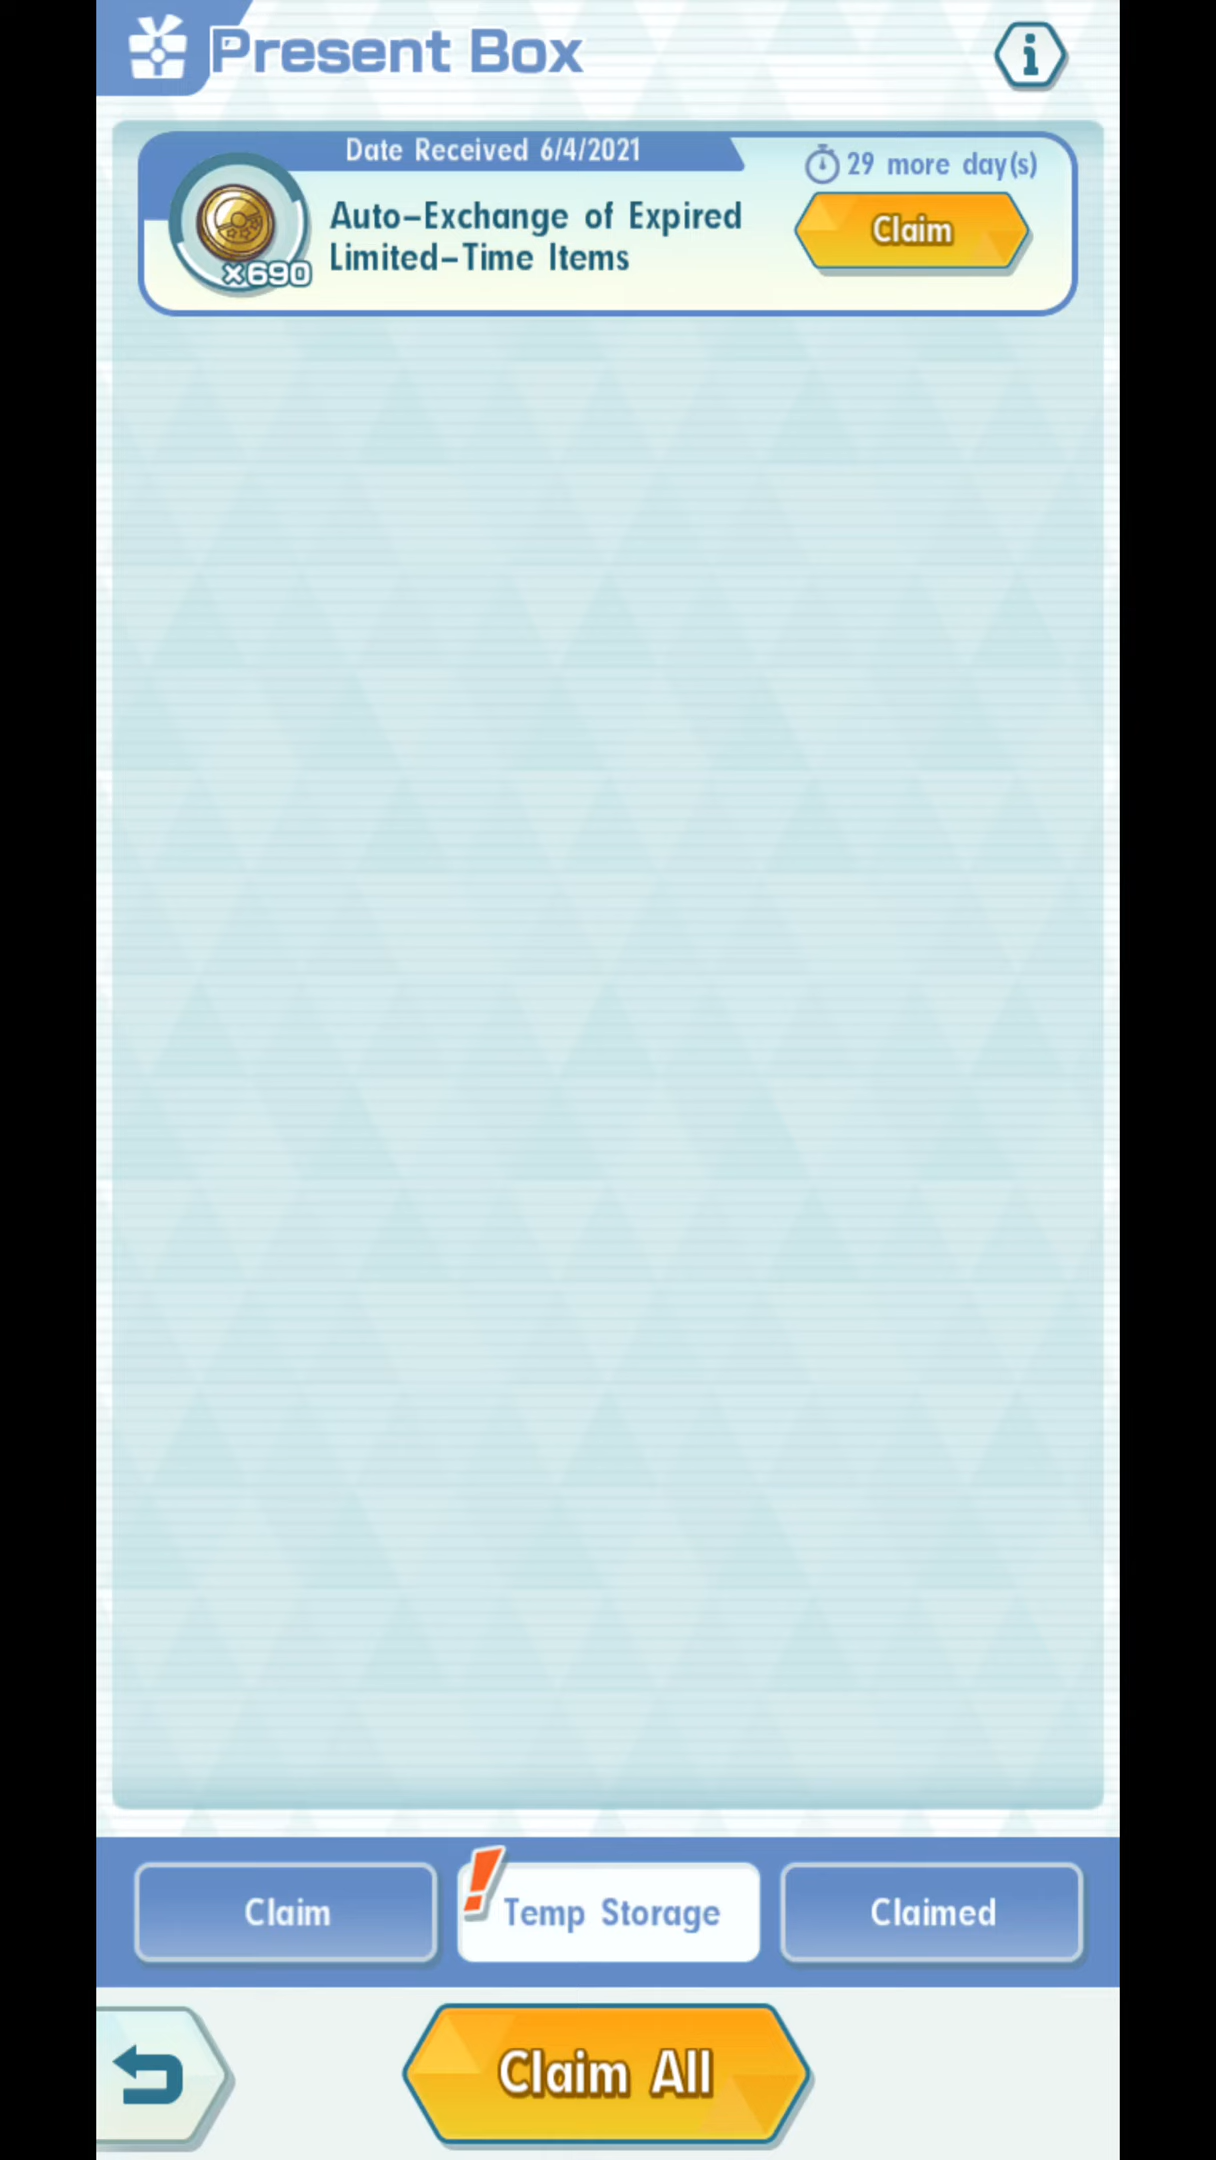 Present Box
Date Received 6/4/2021
29 more day(s)
Auto-Exchange of Expired
Limited-Time Items
Claim
×690
Claim
Temp Storage
Claimed
Claim All